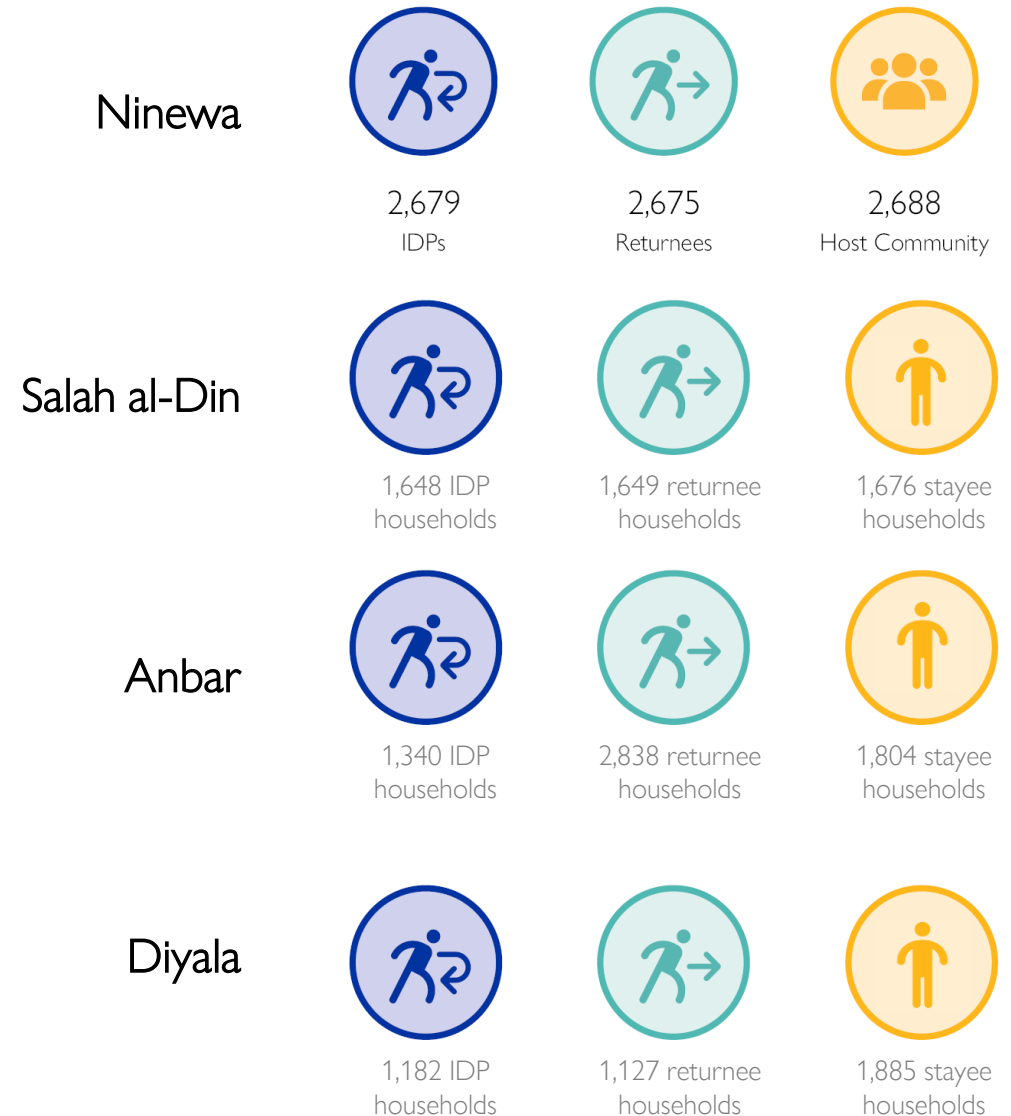 Ninewa
2,679
IDPs
2,675
Returnees
2,688
Host Community
Salah al-Din
1,648 IDP
households
1,649 returnee
households
1,676 stayee
households
Anbar
1,340 IDP
households
2,838 returnee
households
1,804 stayee
households
Diyala
1,182 IDP
households
1,127 returnee
households
1,885 stayee
households